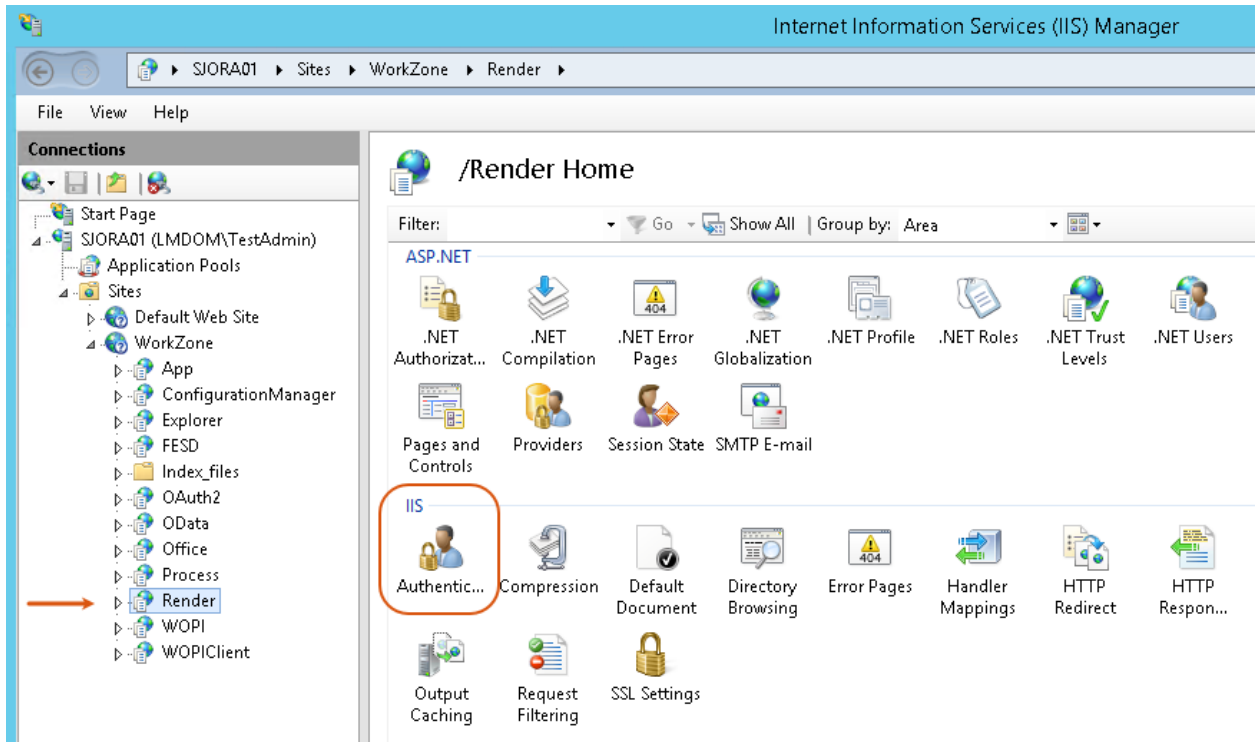 Internet Information Services (IIS) Manager
SJORA01 Sites WorkZone Render
File View Help
Connections
Start Page
SJORA01 (LMDOM\TestAdmin)
Application Pools
Sites
Default Web Site
WorkZone
App
ConfigurationManager
Explorer
FESD
Index_files
OAuth2
OData
Office
Process
Render
WOPI
WOPIClient
/Render Home
Filter: Go Show All Group by: Area
ASP.NET
.NET .NET .NET Error .NET .NET Profile .NET Roles .NET Trust .NET Users
Authorizat... Compilation Pages Globalization Levels
404
Pages and Providers Session State SMTP E-mail
Controls
IIS
404
Authentic... Compression Default Directory Error Pages Handler HTTP HTTP
Document Browsing Mappings Redirect Respon...
Output Request SSL Settings
Caching Filtering